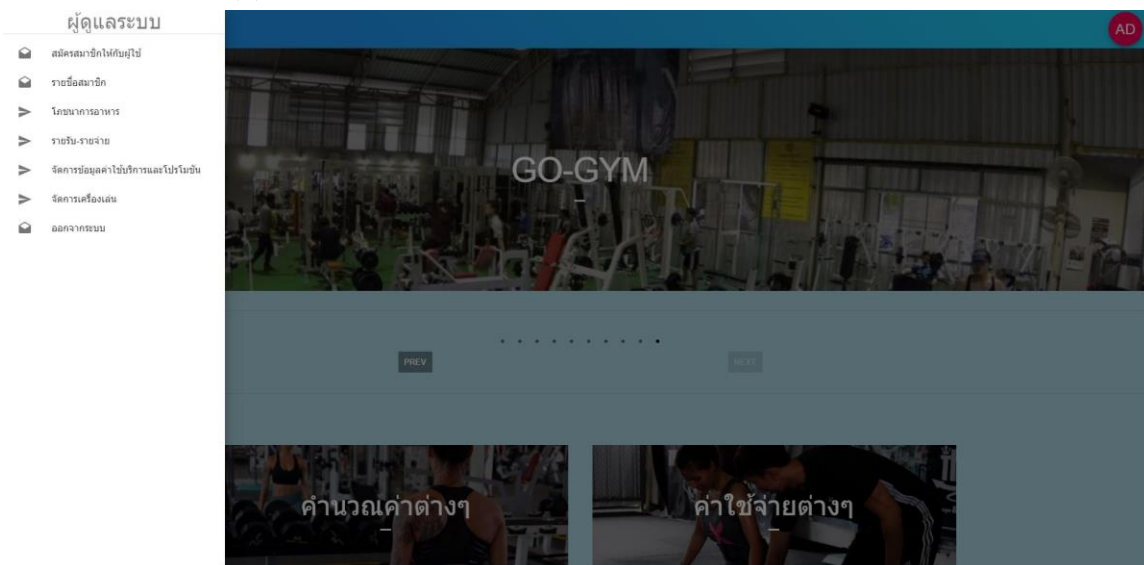 ผู้ดูแลระบบ
AD
สมัครสมาชิกให้กับผู้ใช้
รายชื่อสมาชิก
โภชนาการอาหาร
รายรับ-รายจ่าย
จัดการข้อมูลค่าใช้บริการและโปรโมชัน
จัดการเครื่องเล่น
ออกจากระบบ
GO-GYM
PREV
NEXT
คำนวณค่าต่างๆ
ค่าใช้จ่ายต่างๆ